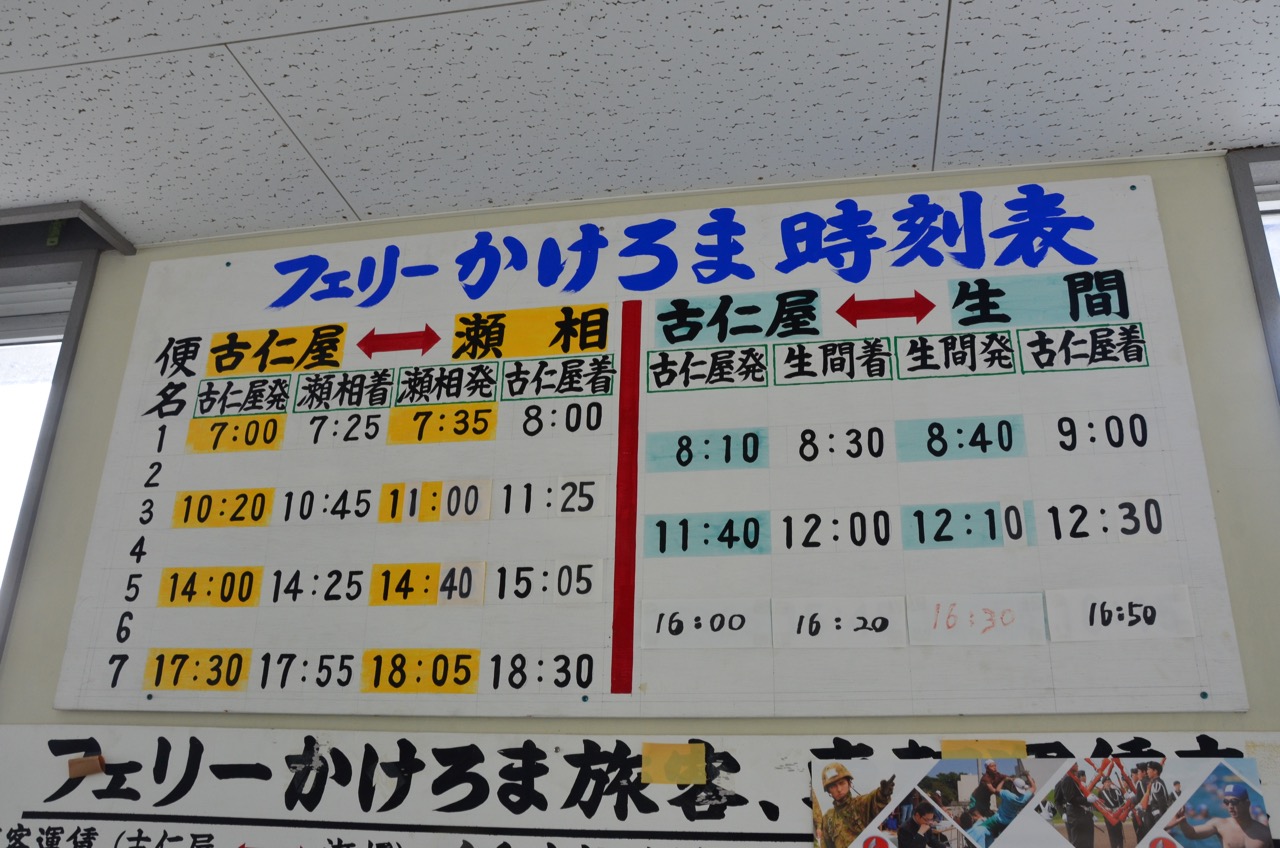 フェリーかけろま時刻表
便名 古仁屋 ↔ 瀬相 古仁屋 ↔ 生間
古仁屋発 瀬相着 瀬相発 古仁屋着 古仁屋発 生間着 生間発 古仁屋着
1 7:00 7:25 7:35 8:00
2 8:10 8:30 8:40 9:00
3 10:20 10:45 11:00 11:25
4 11:40 12:00 12:10 12:30
5 14:00 14:25 14:40 15:05
6 16:00 16:20 16:30 16:50
7 17:30 17:55 18:05 18:30
フェリーかけろま旅客、
客運賃(古仁屋